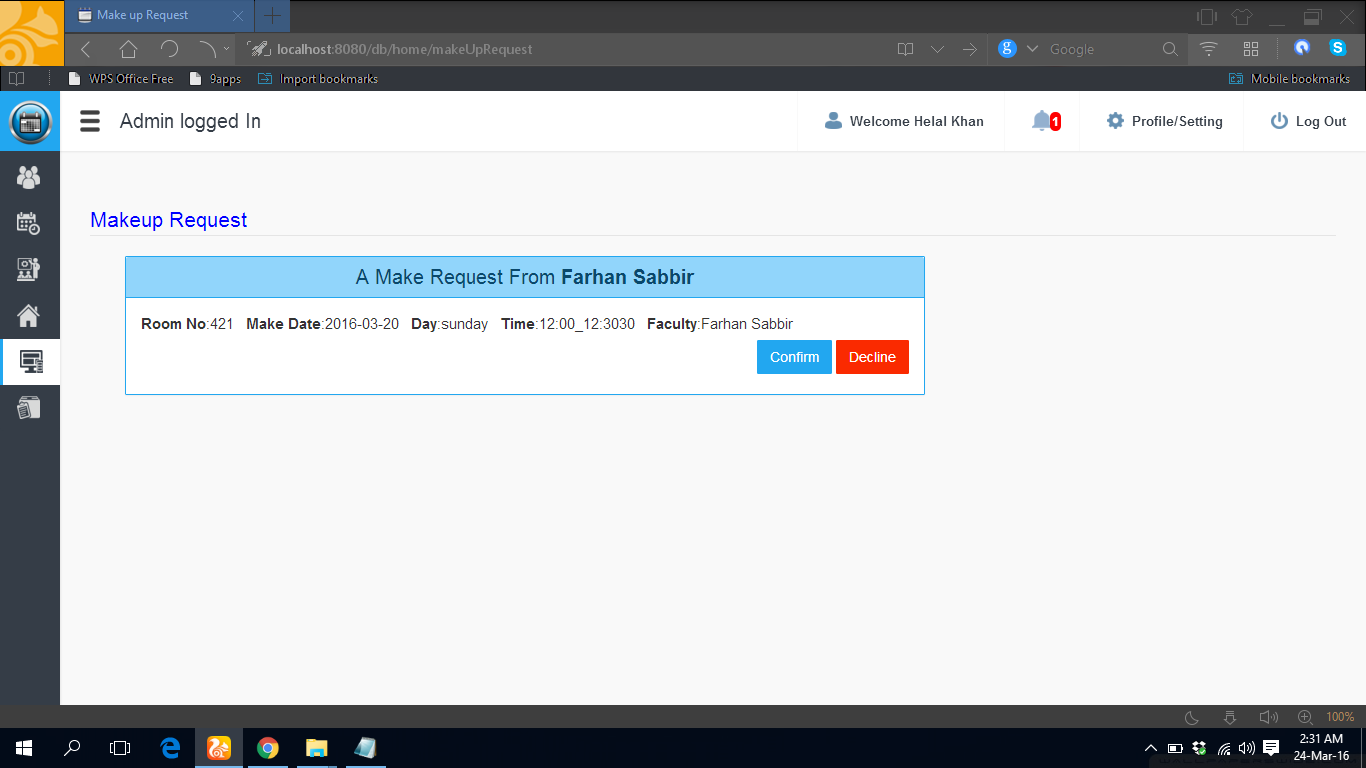 Make up Request
localhost:8080/db/home/makeUpRequest
g Google
WPS Office Free 9apps Import bookmarks Mobile bookmarks
Admin logged In Welcome Helal Khan 1 Profile/Setting Log Out
Makeup Request
A Make Request From Farhan Sabbir
Room No:421 Make Date:2016-03-20 Day:sunday Time:12:00_12:3030 Faculty:Farhan Sabbir
Confirm Decline
100%
2:31 AM
24-Mar-16